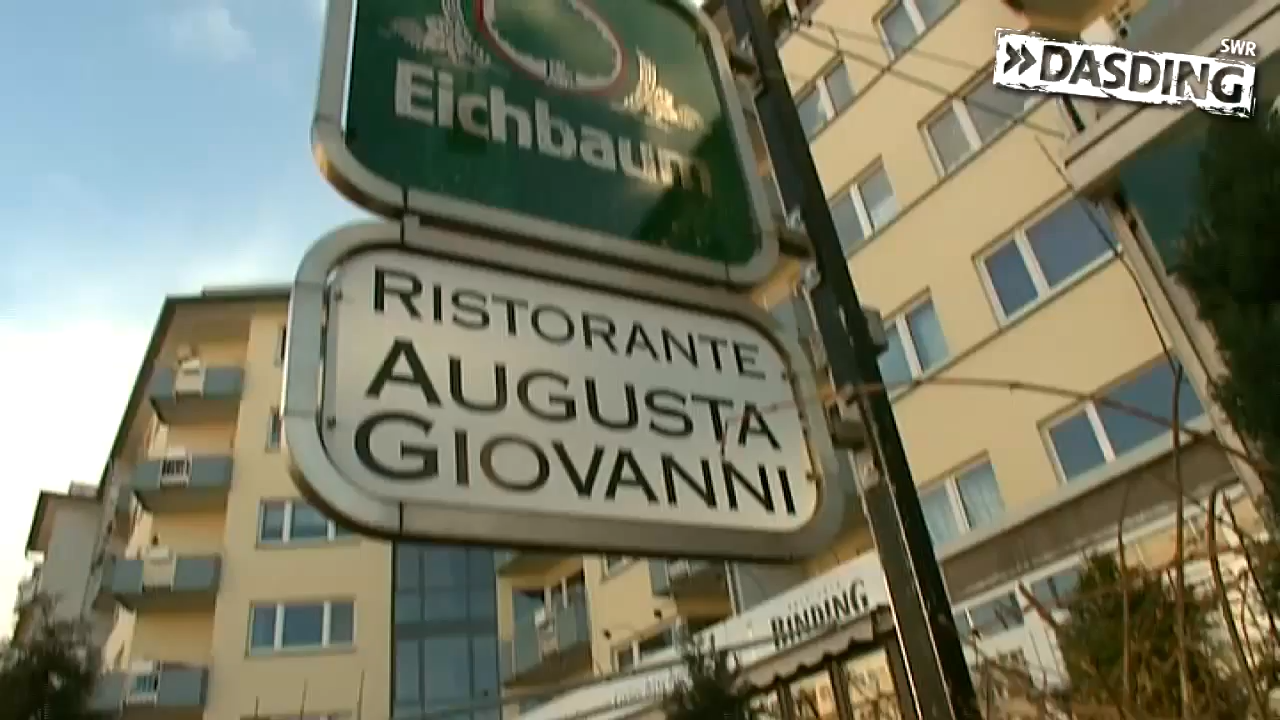 SWR
DASDING
Eichbaum
RISTORANTE
AUGUSTA
GIOVANNI
BINDING